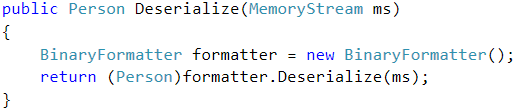 public Person Deserialize(MemoryStream ms)
{
    BinaryFormatter formatter = new BinaryFormatter();
    return (Person)formatter.Deserialize(ms);
}